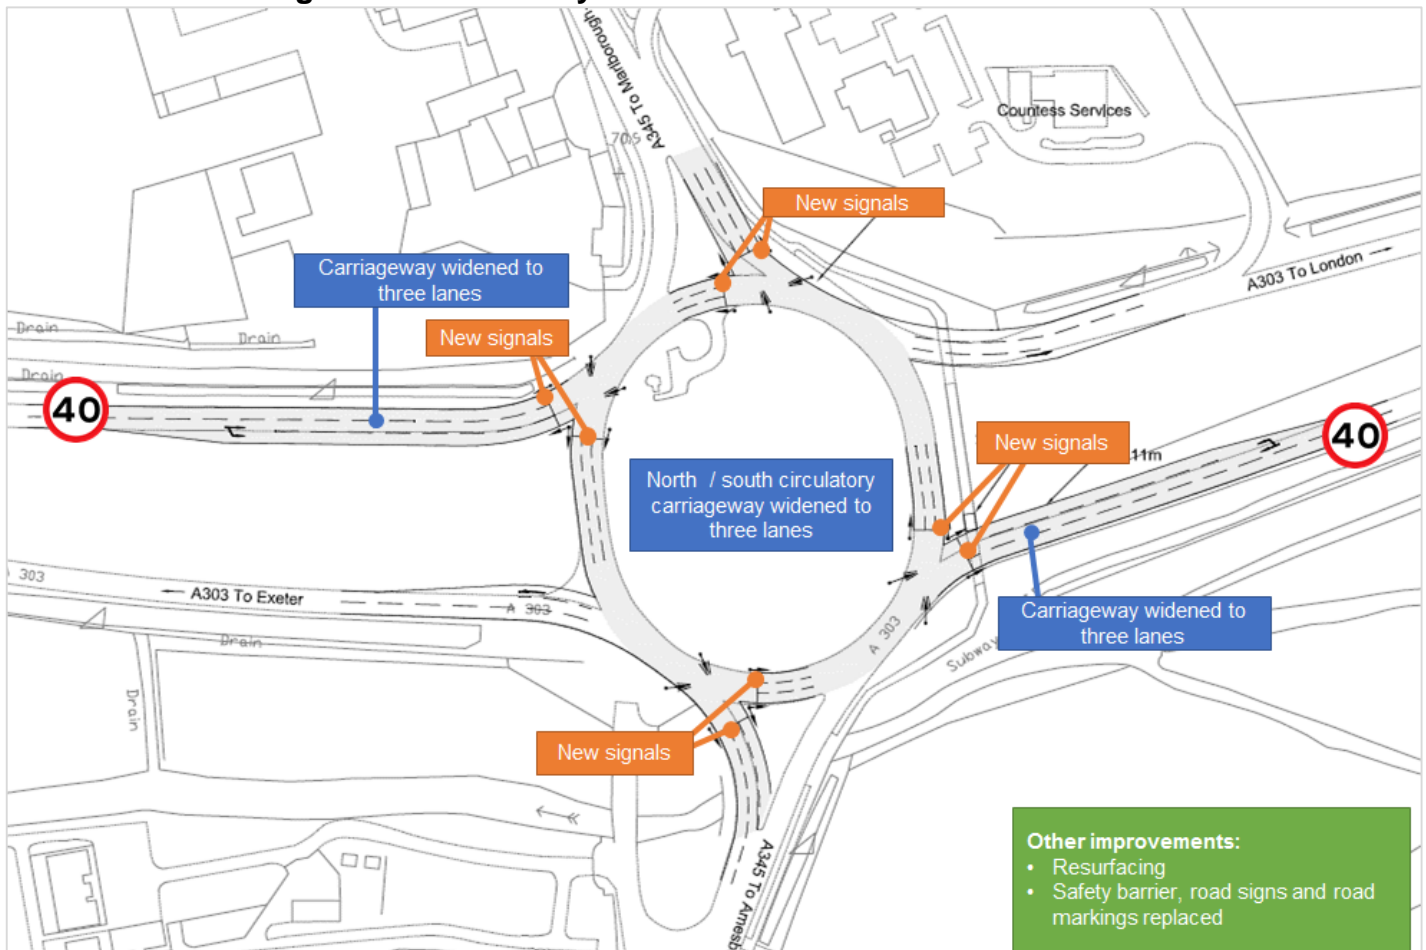 A345 To Marlborough
Countess Services
New signals
A303 To London
Carriageway widened to
three lanes
New signals
Drain
Drain
Drain
40
40
New signals
11m
North / south circulatory
carriageway widened to
three lanes
303
A303 To Exeter
A 303
Carriageway widened to
three lanes
A 303
Subway
Drain
Drain
New signals
A345 To
Other improvements:
• Resurfacing
• Safety barrier, road signs and road
markings replaced